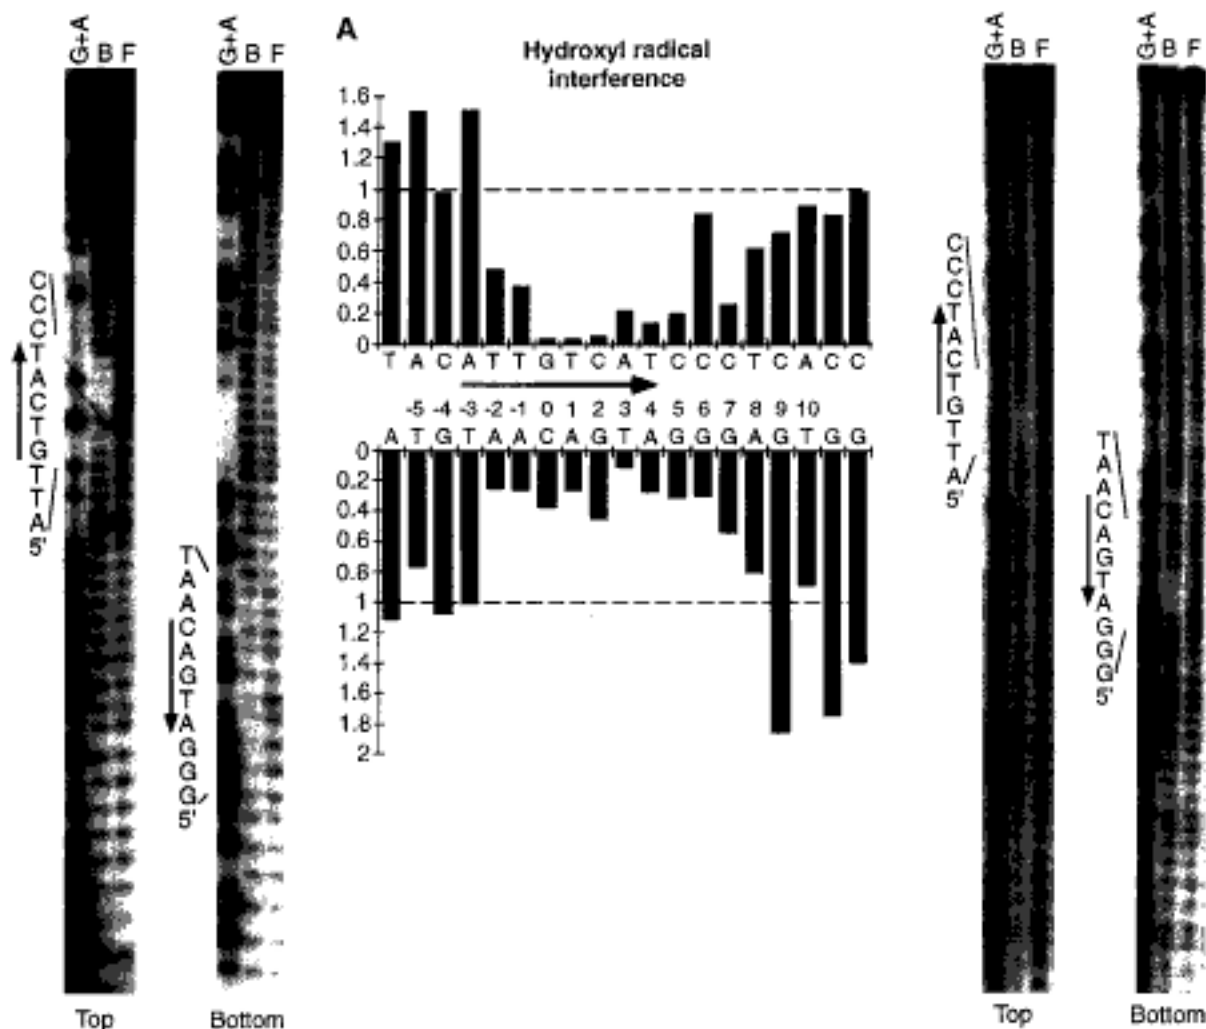 G+A B F
G+A B F
A
Hydroxyl radical
interference
G+A B F
G+A B F
1.6
1.4
1.2
1
0.8
0.6
0.4
0.2
0
T A C A T T G T C A T C C C T C A C C
-5 -4 -3 -2 -1 0 1 2 3 4 5 6 7 8 9 10
A T G T A A C A G T A G G G A G T G G
0
0.2
0.4
0.6
0.8
1
1.2
1.4
1.6
1.8
2
C
C
C
T
A
C
T
G
T
T
A
5'
T
A
A
C
A
G
T
A
G
G
G
5'
C
C
C
T
A
C
T
G
T
T
A
5'
T
A
A
C
A
G
T
A
G
G
G
5'
Top
Bottom
Top
Bottom